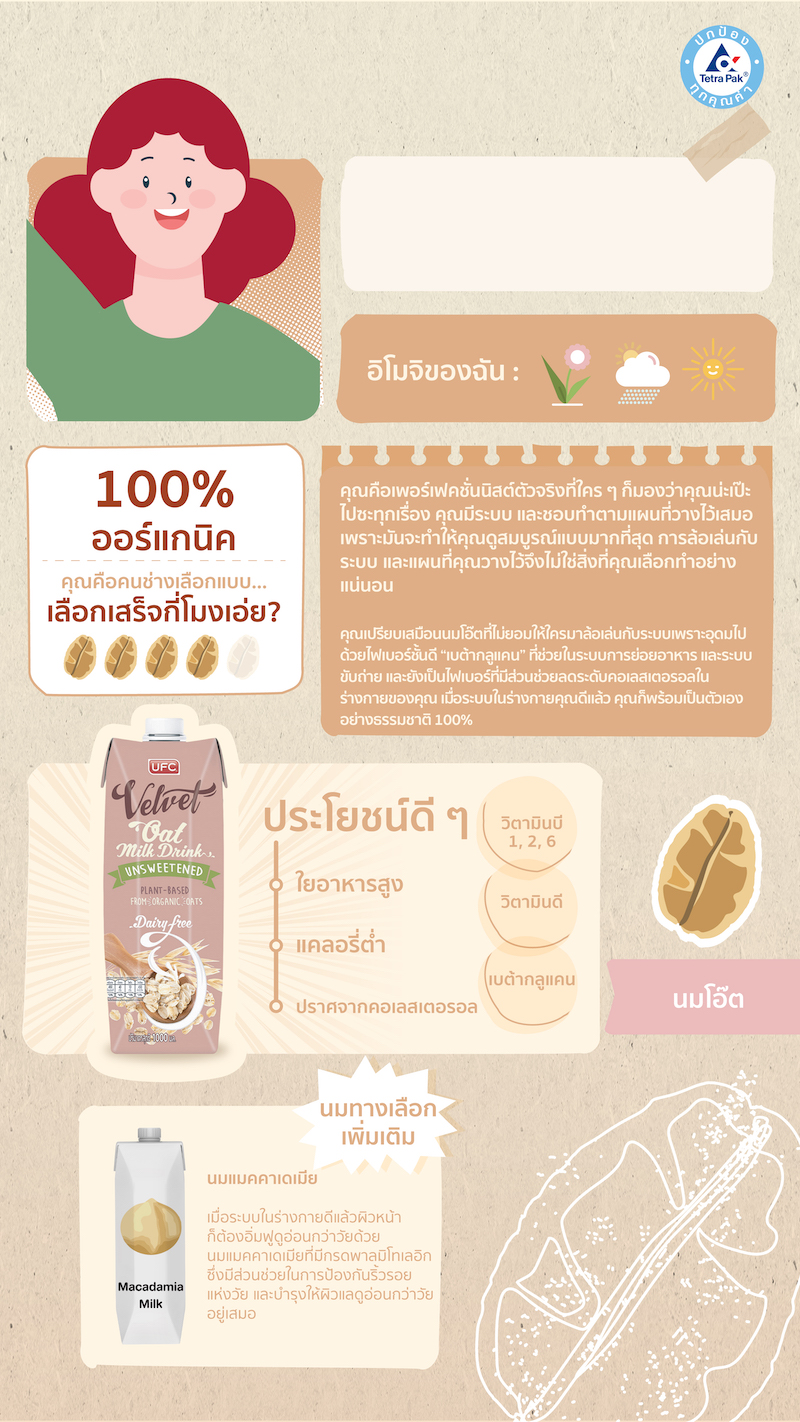 ปกป้อง
Tetra Pak®
ทุกคุณค่า
อิโมจิของฉัน :
100%
ออร์แกนิค
คุณคือคนช่างเลือกแบบ...
เลือกเสร็จกี่โมงเอ่ย?
คุณคือเพอร์เฟคชั่นนิสต์ตัวจริงที่ใคร ๆ ก็มองว่าคุณน่ะเป๊ะ
ไปซะทุกเรื่อง คุณมีระบบ และชอบทำตามแผนที่วางไว้เสมอ
เพราะมันจะทำให้คุณดูสมบูรณ์แบบมากที่สุด การล้อเล่นกับ
ระบบ และแผนที่คุณวางไว้จึงไม่ใช่สิ่งที่คุณเลือกทำอย่าง
แน่นอน
คุณเปรียบเสมือนนมโอ๊ตที่ไม่ยอมให้ใครมาล้อเล่นกับระบบเพราะอุดมไป
ด้วยไฟเบอร์ชั้นดี “เบต้ากลูแคน” ที่ช่วยในระบบการย่อยอาหาร และระบบ
ขับถ่าย และยังเป็นไฟเบอร์ที่มีส่วนช่วยลดระดับคอเลสเตอรอลใน
ร่างกายของคุณ เมื่อระบบในร่างกายคุณดีแล้ว คุณก็พร้อมเป็นตัวเอง
อย่างธรรมชาติ 100%
UFC
Velvet
Oat
Milk Drink
UNSWEETENED
PLANT-BASED
FROM ORGANIC OATS
Dairy free
ประโยชน์ดี ๆ
ใยอาหารสูง
แคลอรี่ต่ำ
ปราศจากคอเลสเตอรอล
วิตามินบี
1, 2, 6
วิตามินดี
เบต้ากลูแคน
นมโอ๊ต
นมทางเลือก
เพิ่มเติม
Macadamia
Milk
นมแมคคาเดเมีย
เมื่อระบบในร่างกายดีแล้วผิวหน้า
ก็ต้องอิ่มฟูดูอ่อนกว่าวัยด้วย
นมแมคคาเดเมียที่มีกรดพาลมิโทเลอิก
ซึ่งมีส่วนช่วยในการป้องกันริ้วรอย
แห่งวัย และบำรุงให้ผิวแลดูอ่อนกว่าวัย
อยู่เสมอ